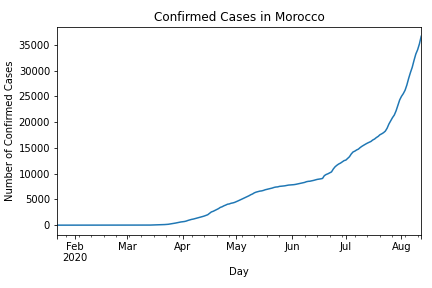 Confirmed Cases in Morocco
Number of Confirmed Cases
35000
30000
25000
20000
15000
10000
5000
0
Feb Mar Apr May Jun Jul Aug
2020
Day